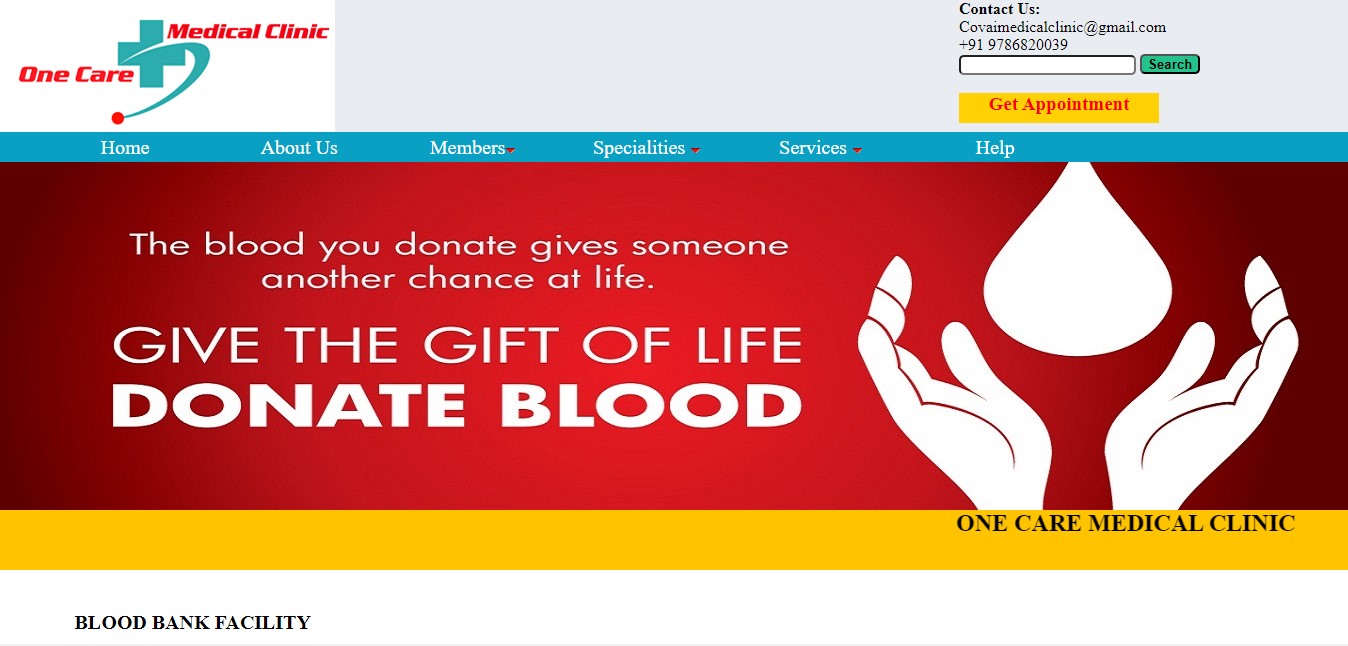 Medical Clinic
One Care
Contact Us:
Covaimedicalclinic@gmail.com
+91 9786820039
Search
Get Appointment
Home About Us Members Specialities Services Help
The blood you donate gives someone
another chance at life.
GIVE THE GIFT OF LIFE
DONATE BLOOD
ONE CARE MEDICAL CLINIC
BLOOD BANK FACILITY